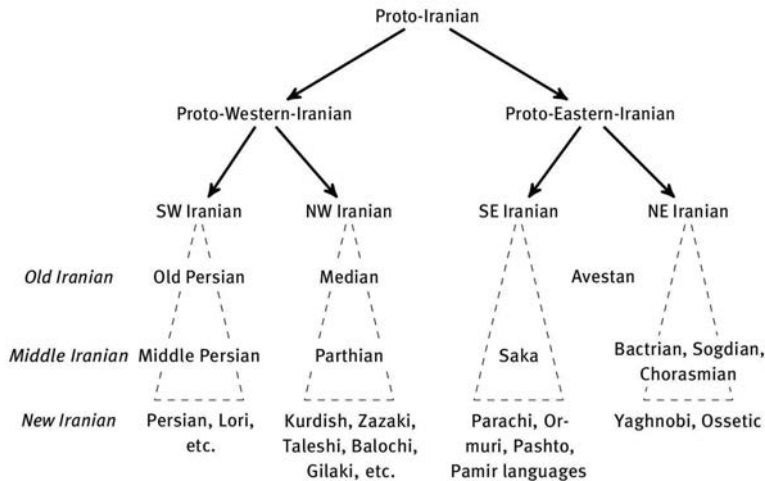 Proto-Iranian
Proto-Western-Iranian
Proto-Eastern-Iranian
SW Iranian
NW Iranian
SE Iranian
NE Iranian
Old Iranian
Old Persian
Median
Avestan
Middle Iranian
Middle Persian
Parthian
Saka
Bactrian, Sogdian,
Chorasmian
New Iranian
Persian, Lori,
etc.
Kurdish, Zazaki,
Taleshi, Balochi,
Gilaki, etc.
Parachi, Or-
muri, Pashto,
Pamir languages
Yaghnobi, Ossetic